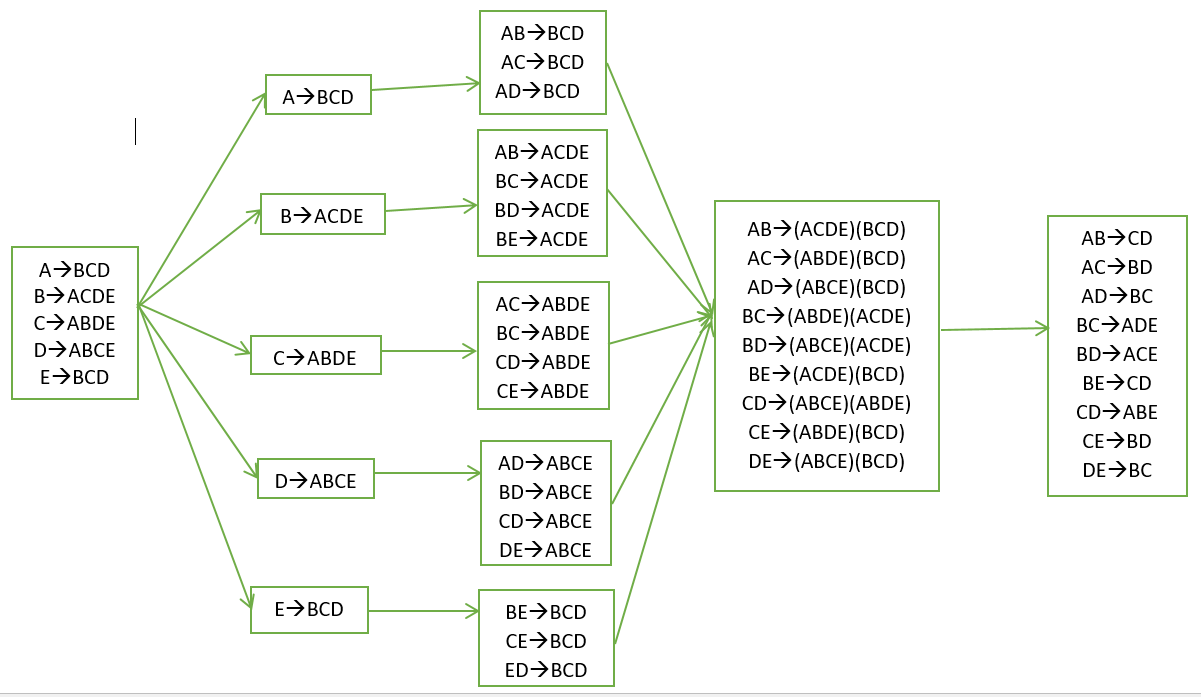 A→BCD
B→ACDE
C→ABDE
D→ABCE
E→BCD
A→BCD
B→ACDE
C→ABDE
D→ABCE
E→BCD
AB→BCD
AC→BCD
AD→BCD
AB→ACDE
BC→ACDE
BD→ACDE
BE→ACDE
AC→ABDE
BC→ABDE
CD→ABDE
CE→ABDE
AD→ABCE
BD→ABCE
CD→ABCE
DE→ABCE
BE→BCD
CE→BCD
ED→BCD
AB→(ACDE)(BCD)
AC→(ABDE)(BCD)
AD→(ABCE)(BCD)
BC→(ABDE)(ACDE)
BD→(ABCE)(ACDE)
BE→(ACDE)(BCD)
CD→(ABCE)(ABDE)
CE→(ABDE)(BCD)
DE→(ABCE)(BCD)
AB→CD
AC→BD
AD→BC
BC→ADE
BD→ACE
BE→CD
CD→ABE
CE→BD
DE→BC